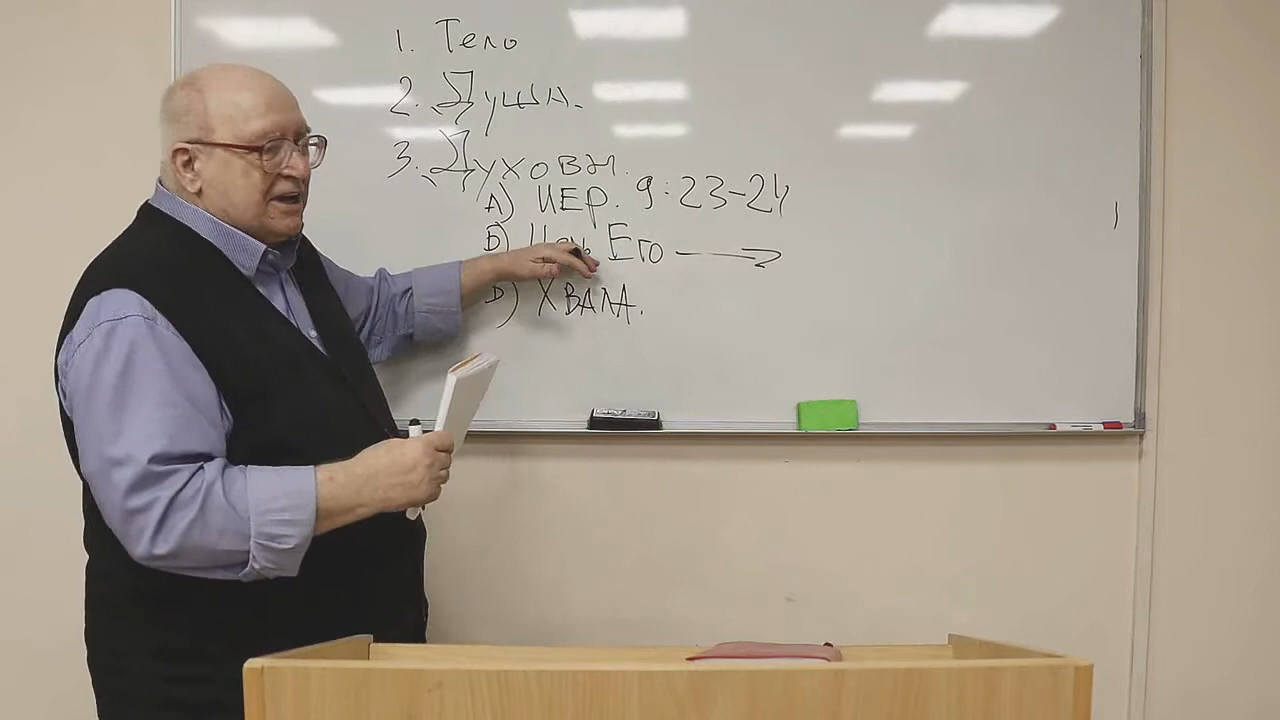 1. Тело
2. Душа.
3. Духовн.
А) ИЕР. 9:23-24
Б) Его →
D) ХВАЛА.